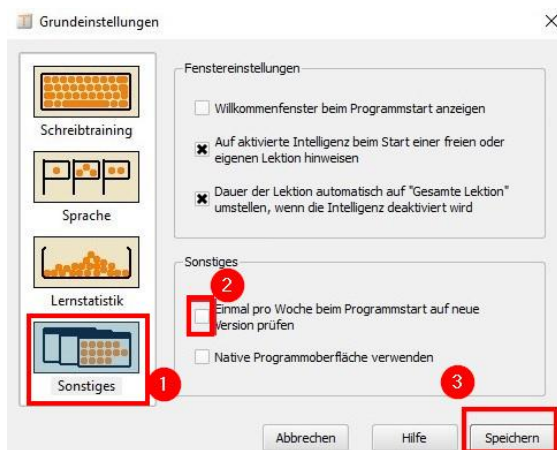 Grundeinstellungen
Schreibtraining
Sprache
Lernstatistik
Sonstiges
1
Fenstereinstellungen
Willkommenfenster beim Programmstart anzeigen
Auf aktivierte Intelligenz beim Start einer freien oder
eigenen Lektion hinweisen
Dauer der Lektion automatisch auf "Gesamte Lektion"
umstellen, wenn die Intelligenz deaktiviert wird
Sonstiges
2
Einmal pro Woche beim Programmstart auf neue
Version prüfen
Native Programmoberfläche verwenden
3
Abbrechen
Hilfe
Speichern